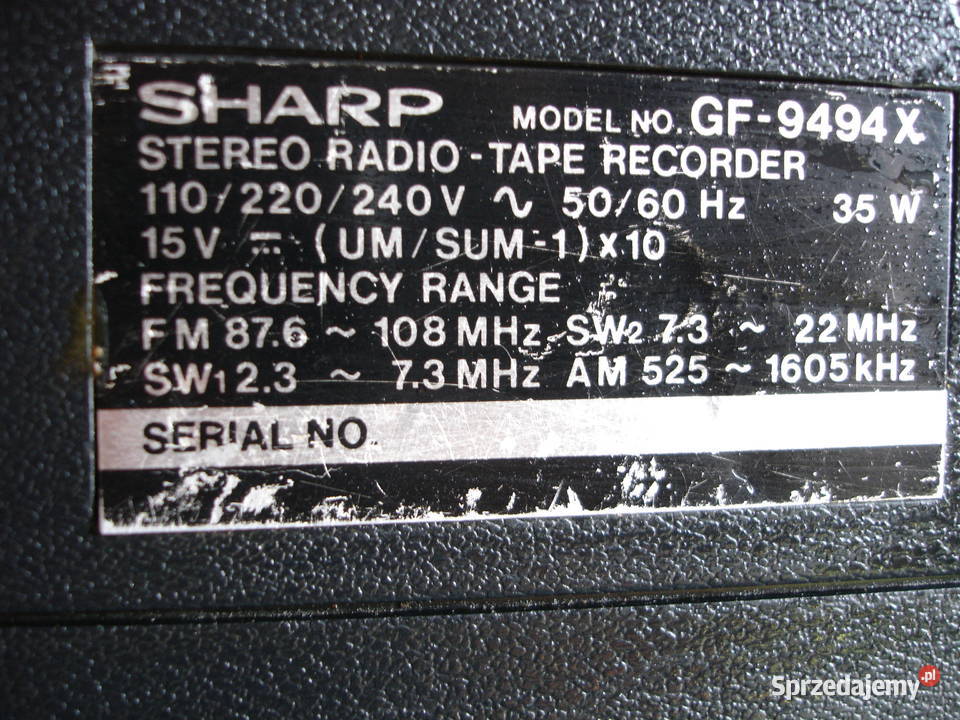 SHARP MODEL NO. GF-9494X
STEREO RADIO - TAPE RECORDER
110/220/240V ∿ 50/60 Hz 35 W
15V ⎓ (UM/SUM-1)x10
FREQUENCY RANGE
FM 87.6 ~ 108 MHz SW2 7.3 ~ 22 MHz
SW1 2.3 ~ 7.3 MHz AM 525 ~ 1605 kHz
SERIAL NO.
Sprzedajemy.pl